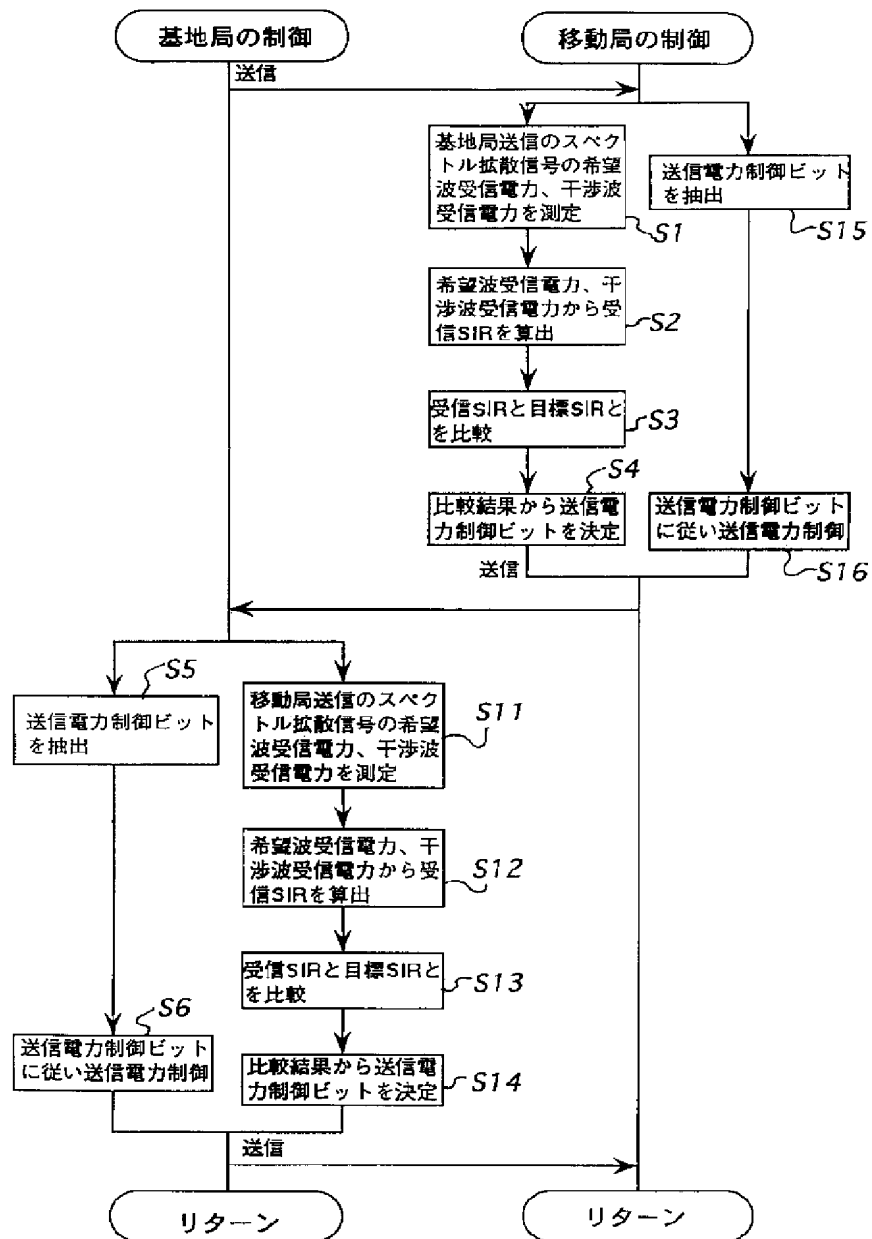 基地局の制御
移動局の制御
送信
基地局送信のスペク
トル拡散信号の希望
波受信電力、干渉波
受信電力を測定
S1
送信電力制御ビット
を抽出
S15
希望波受信電力、干
渉波受信電力から受
信SIRを算出
S2
受信SIRと目標SIRと
を比較
S3
S4
比較結果から送信電
力制御ビットを決定
送信電力制御ビット
に従い送信電力制御
S16
送信
S5
送信電力制御ビット
を抽出
移動局送信のスペク
トル拡散信号の希望
波受信電力、干渉波
受信電力を測定
S11
希望波受信電力、干
渉波受信電力から受
信SIRを算出
S12
受信SIRと目標SIRと
を比較
S13
S6
送信電力制御ビット
に従い送信電力制御
比較結果から送信電
力制御ビットを決定
S14
送信
リターン
リターン